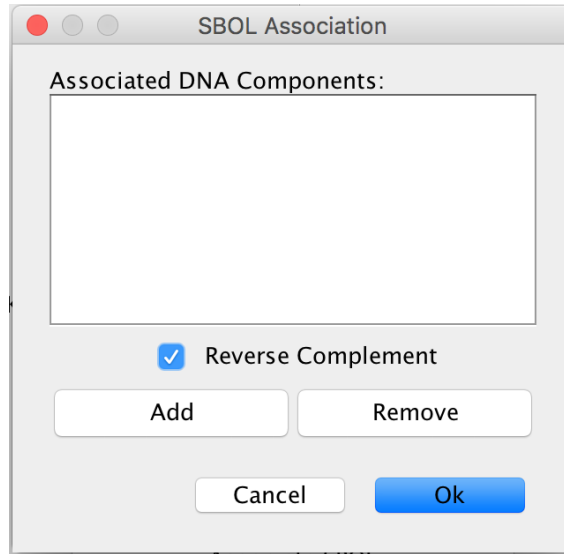 SBOL Association
Associated DNA Components:
Reverse Complement
Add Remove
Cancel Ok